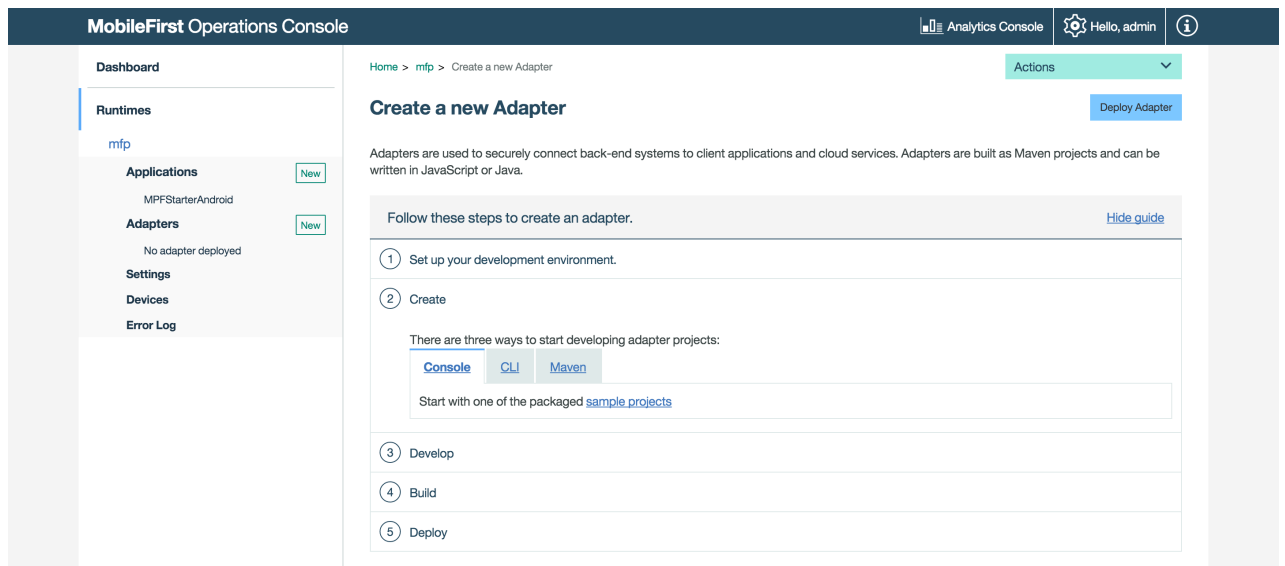 MobileFirst Operations Console
Analytics Console
Hello, admin
Dashboard
Runtimes
mfp
Applications
New
MPFStarterAndroid
Adapters
New
No adapter deployed
Settings
Devices
Error Log
Home > mfp > Create a new Adapter
Actions
Create a new Adapter
Deploy Adapter
Adapters are used to securely connect back-end systems to client applications and cloud services. Adapters are built as Maven projects and can be
written in JavaScript or Java.
Follow these steps to create an adapter.
Hide guide
1 Set up your development environment.
2 Create
There are three ways to start developing adapter projects:
Console CLI Maven
Start with one of the packaged sample projects
3 Develop
4 Build
5 Deploy